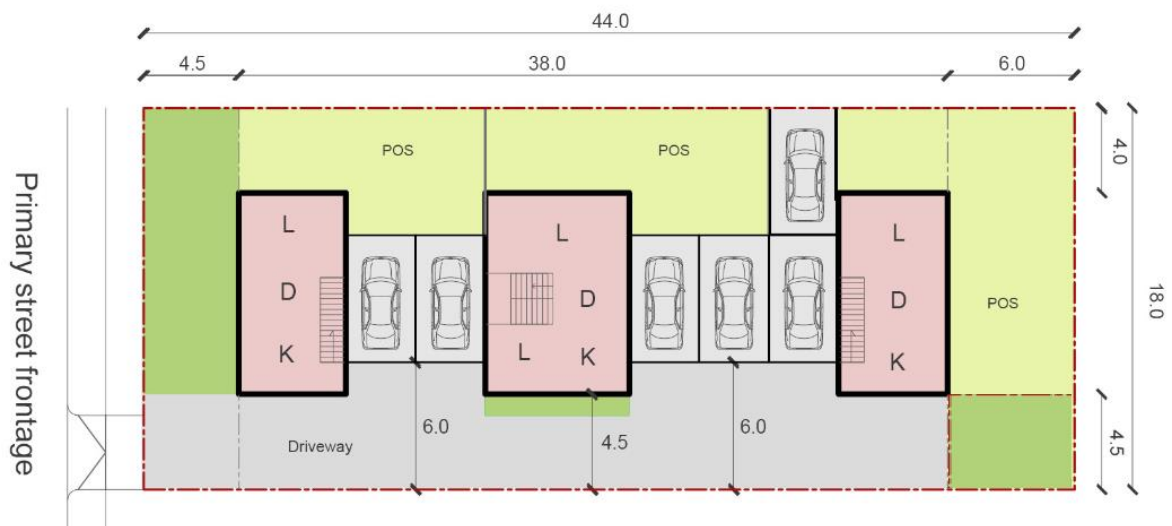 44.0
4.5
38.0
6.0
POS
POS
4.0
Primary street frontage
L
L
L
D
D
D
18.0
POS
K
L
K
K
6.0
4.5
6.0
4.5
Driveway